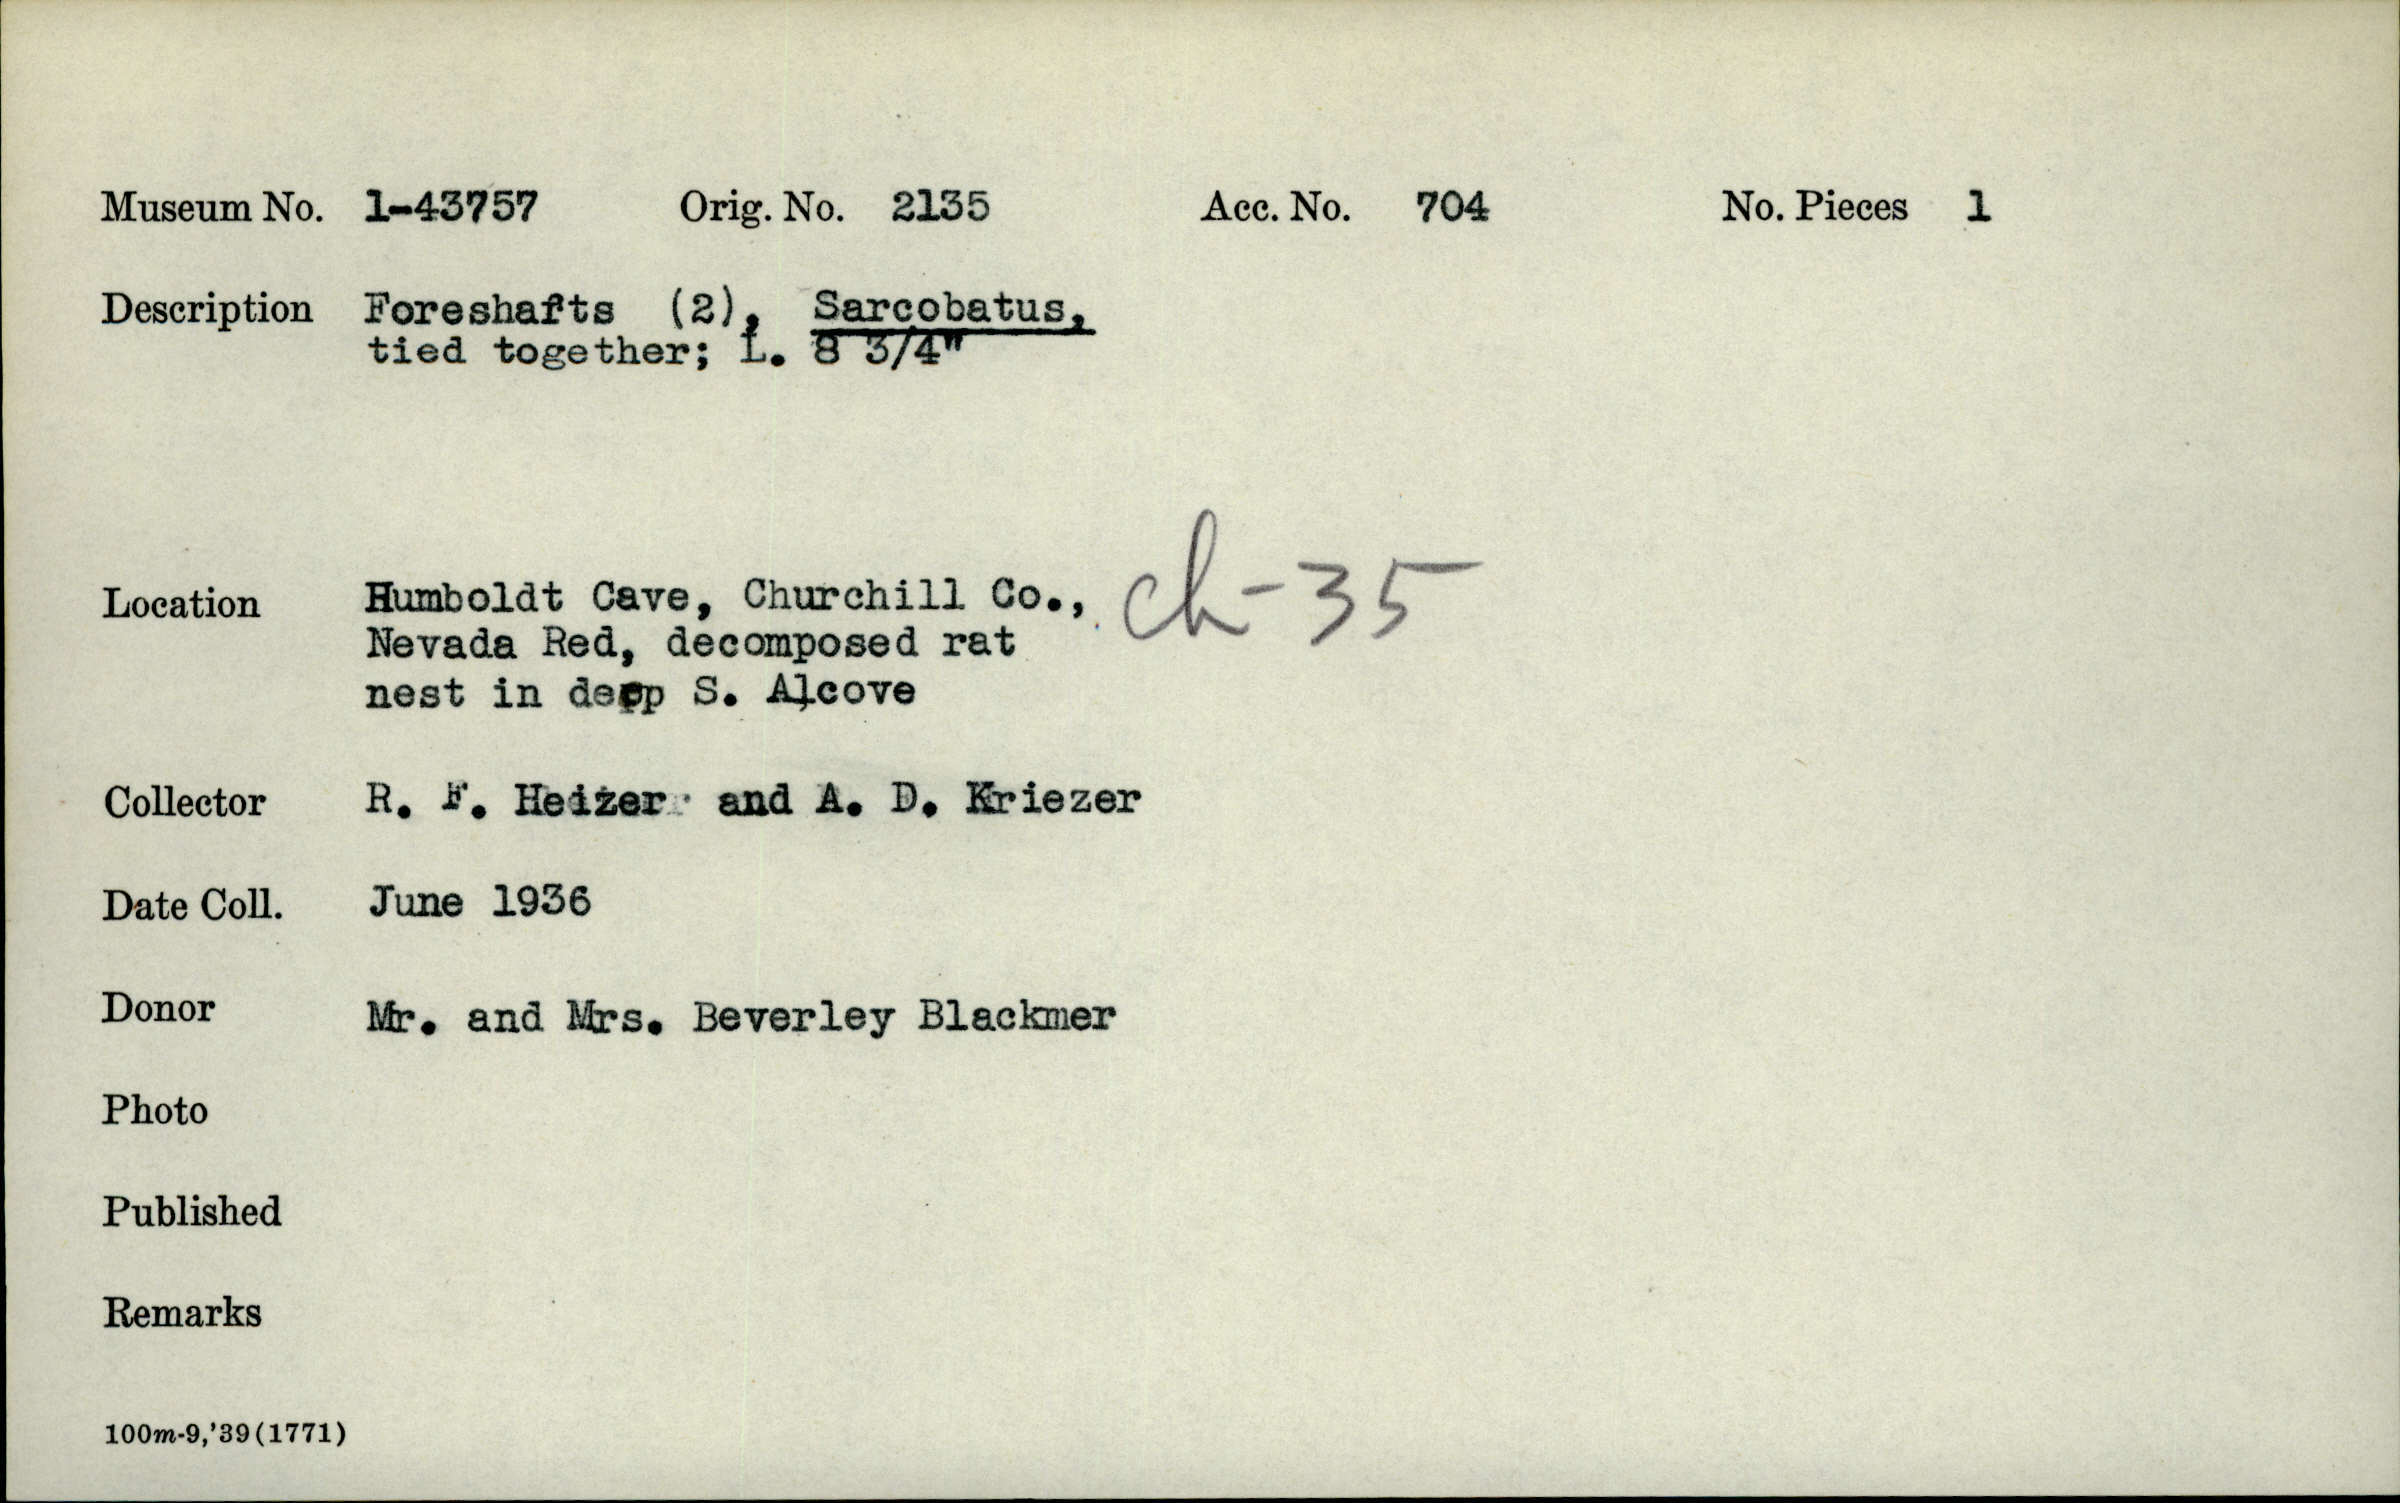 Museum No. 1-43757 Orig. No. 2135 Acc. No. 704 No. Pieces 1
Description Foreshafts (2), Sarcobatus,
tied together; L. 8 3/4"
Location Humboldt Cave, Churchill Co., ch-35
Nevada Red, decomposed rat
nest in deep S. Alcove
Collector R. F. Heizer and A. D. Kriezer
Date Coll. June 1936
Donor Mr. and Mrs. Beverley Blackmer
Photo
Published
Remarks
100m-9,'39(1771)